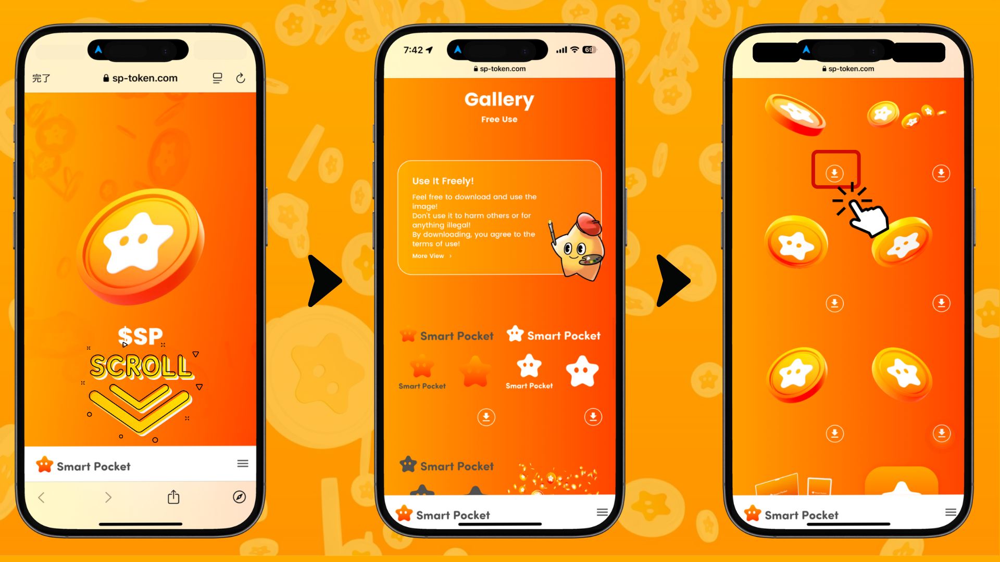 完了
sp-token.com
$SP
SCROLL
Smart Pocket
7:42
69
sp-token.com
Gallery
Free Use
Use It Freely!
Feel free to download and use the
image!
Don't use it to harm others or for
anything illegal!
By downloading, you agree to the
terms of use!
More View
Smart Pocket
Smart Pocket
Smart Pocket
Smart Pocket
Smart Pocket
Smart Pocket
sp-token.com
Smart Pocket